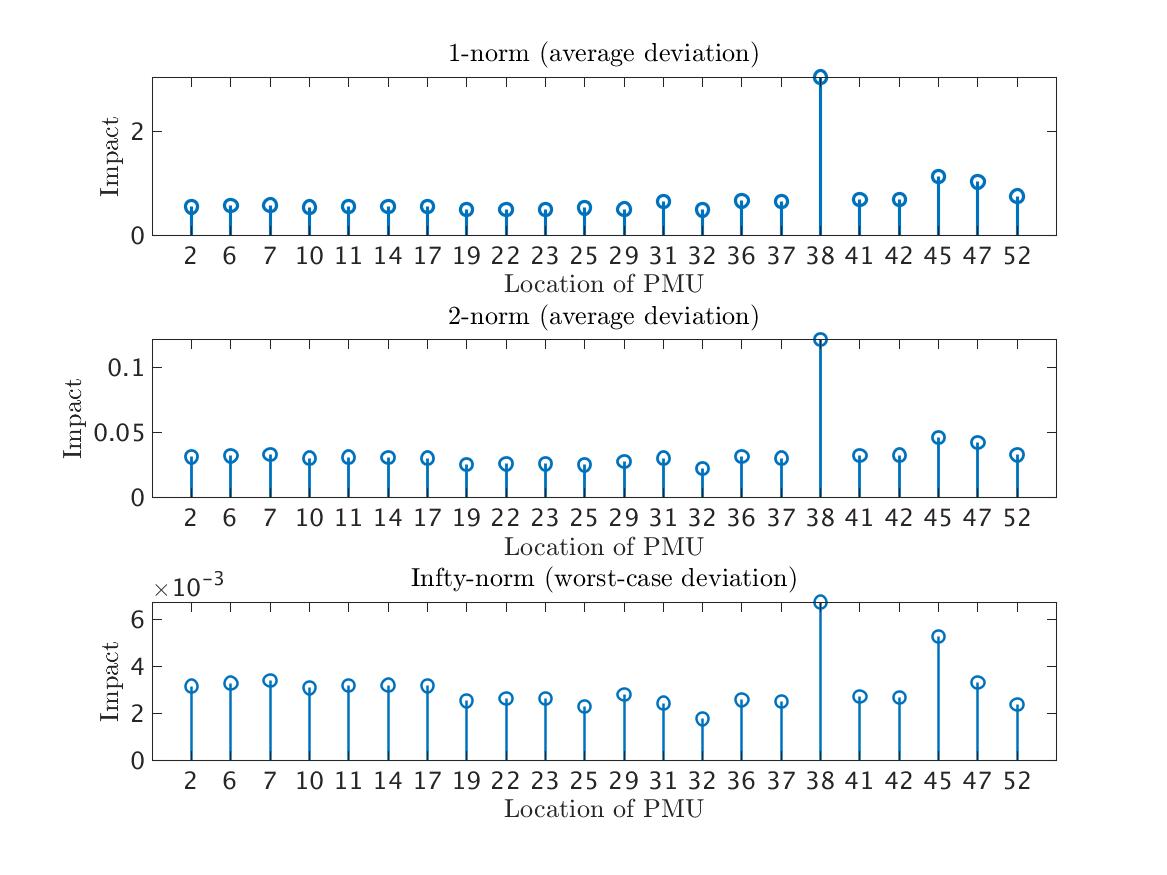 1-norm (average deviation)
Impact
2
0
2 6 7 10 11 14 17 19 22 23 25 29 31 32 36 37 38 41 42 45 47 52
Location of PMU
2-norm (average deviation)
Impact
0.1
0.05
0
2 6 7 10 11 14 17 19 22 23 25 29 31 32 36 37 38 41 42 45 47 52
Location of PMU
Infty-norm (worst-case deviation)
×10⁻³
Impact
6
4
2
0
2 6 7 10 11 14 17 19 22 23 25 29 31 32 36 37 38 41 42 45 47 52
Location of PMU